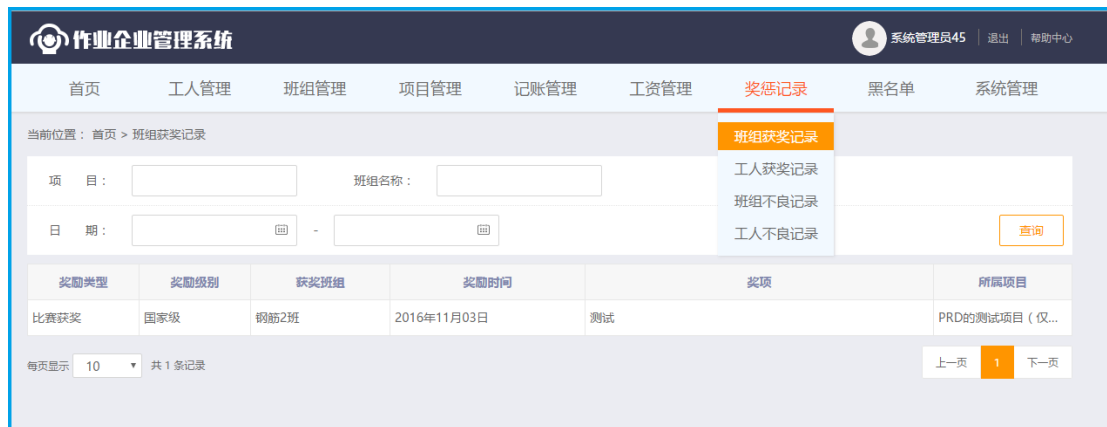 作业企业管理系统
系统管理员45 退出 帮助中心
首页 工人管理 班组管理 项目管理 记账管理 工资管理 奖惩记录 黑名单 系统管理
当前位置： 首页 > 班组获奖记录
班组获奖记录
工人获奖记录
班组不良记录
工人不良记录
项 目： 班组名称：
日 期： - 查询
奖励类型 奖励级别 获奖班组 奖励时间 奖项 所属项目
比赛获奖 国家级 钢筋2班 2016年11月03日 测试 PRD的测试项目（仅...
每页显示 10 共 1 条记录 上一页 1 下一页